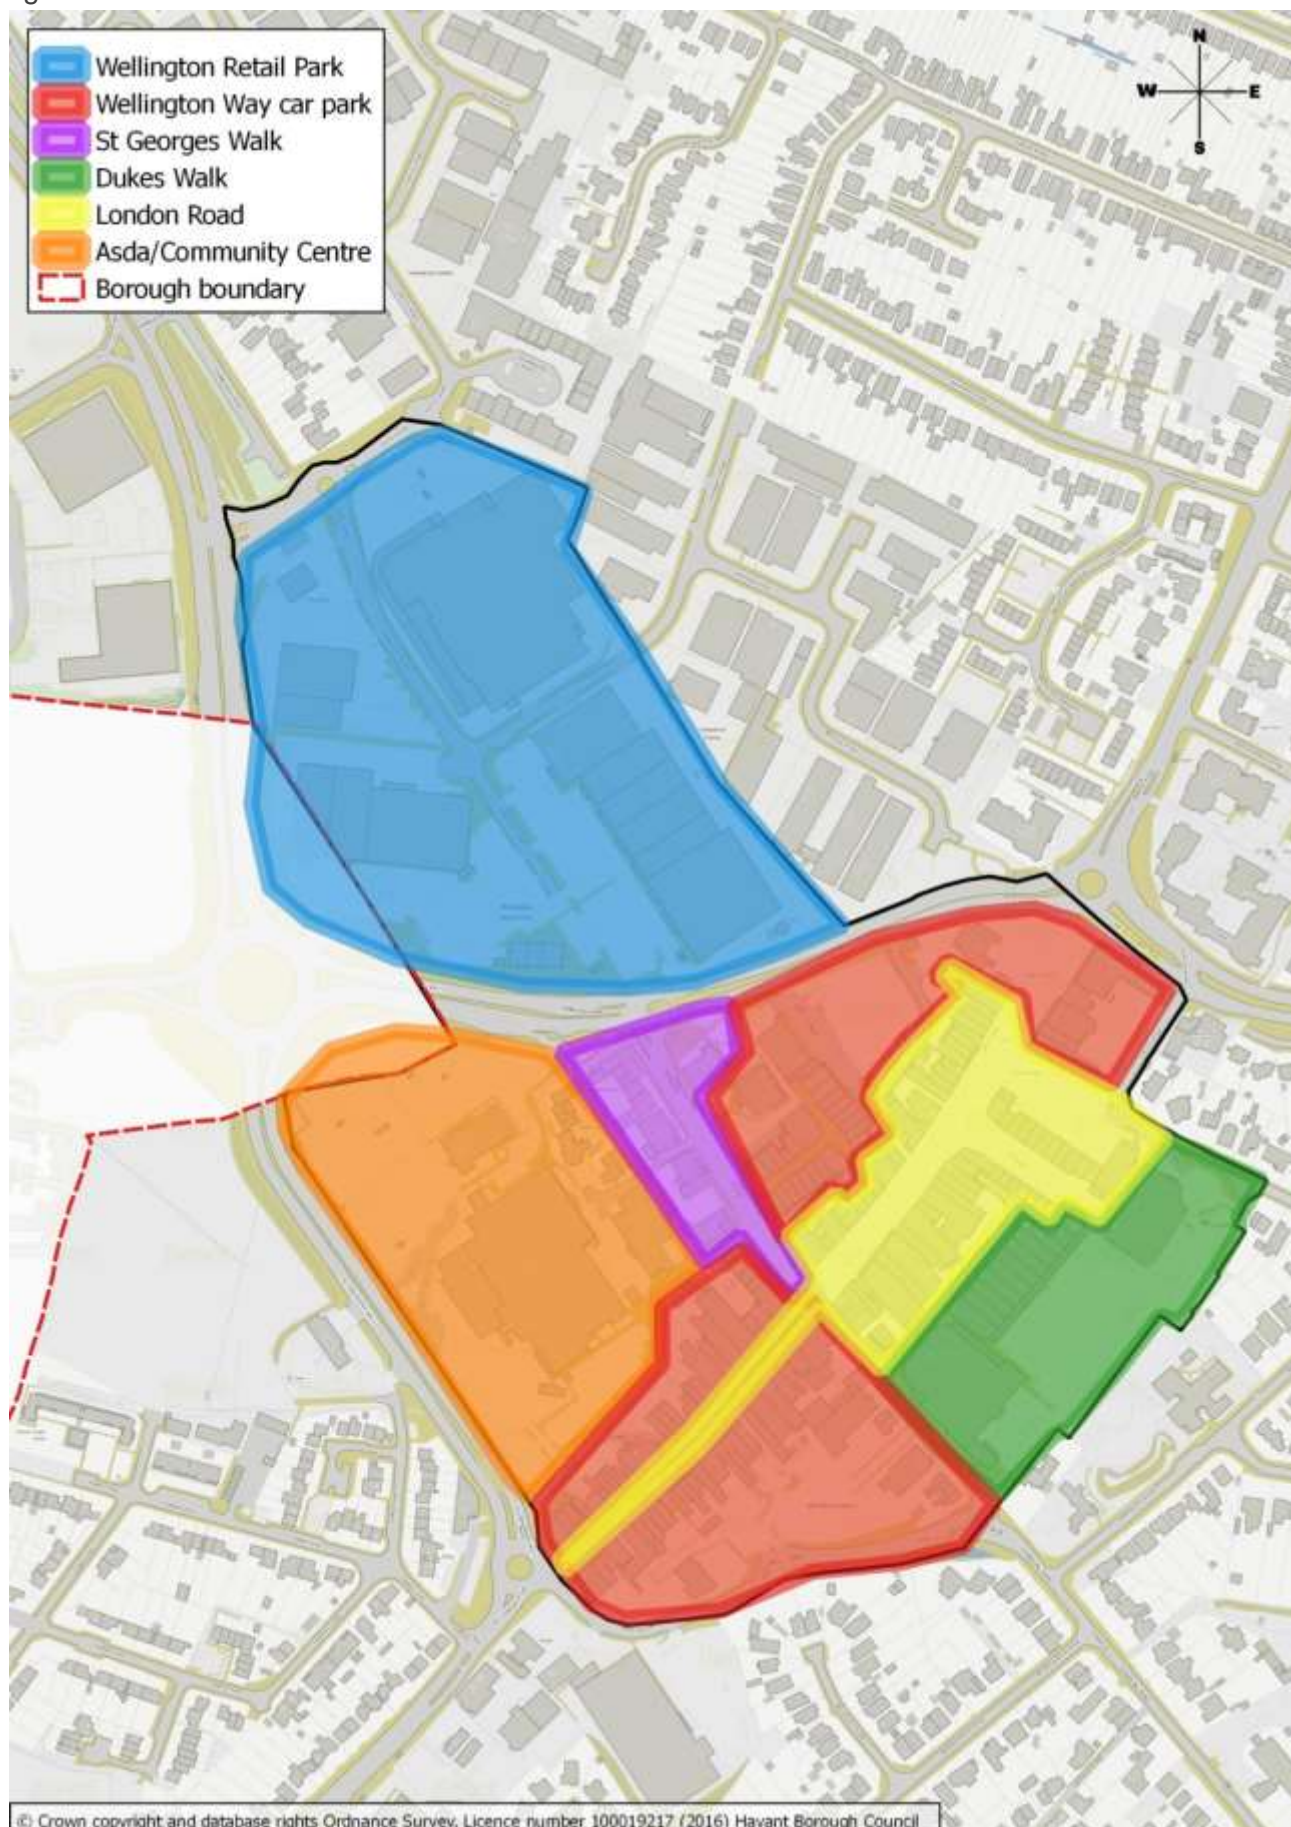 Wellington Retail Park
Wellington Way car park
St Georges Walk
Dukes Walk
London Road
Asda/Community Centre
Borough boundary
N
W E
S
© Crown copyright and database rights Ordnance Survey. Licence number 100019217 (2016) Havant Borough Council